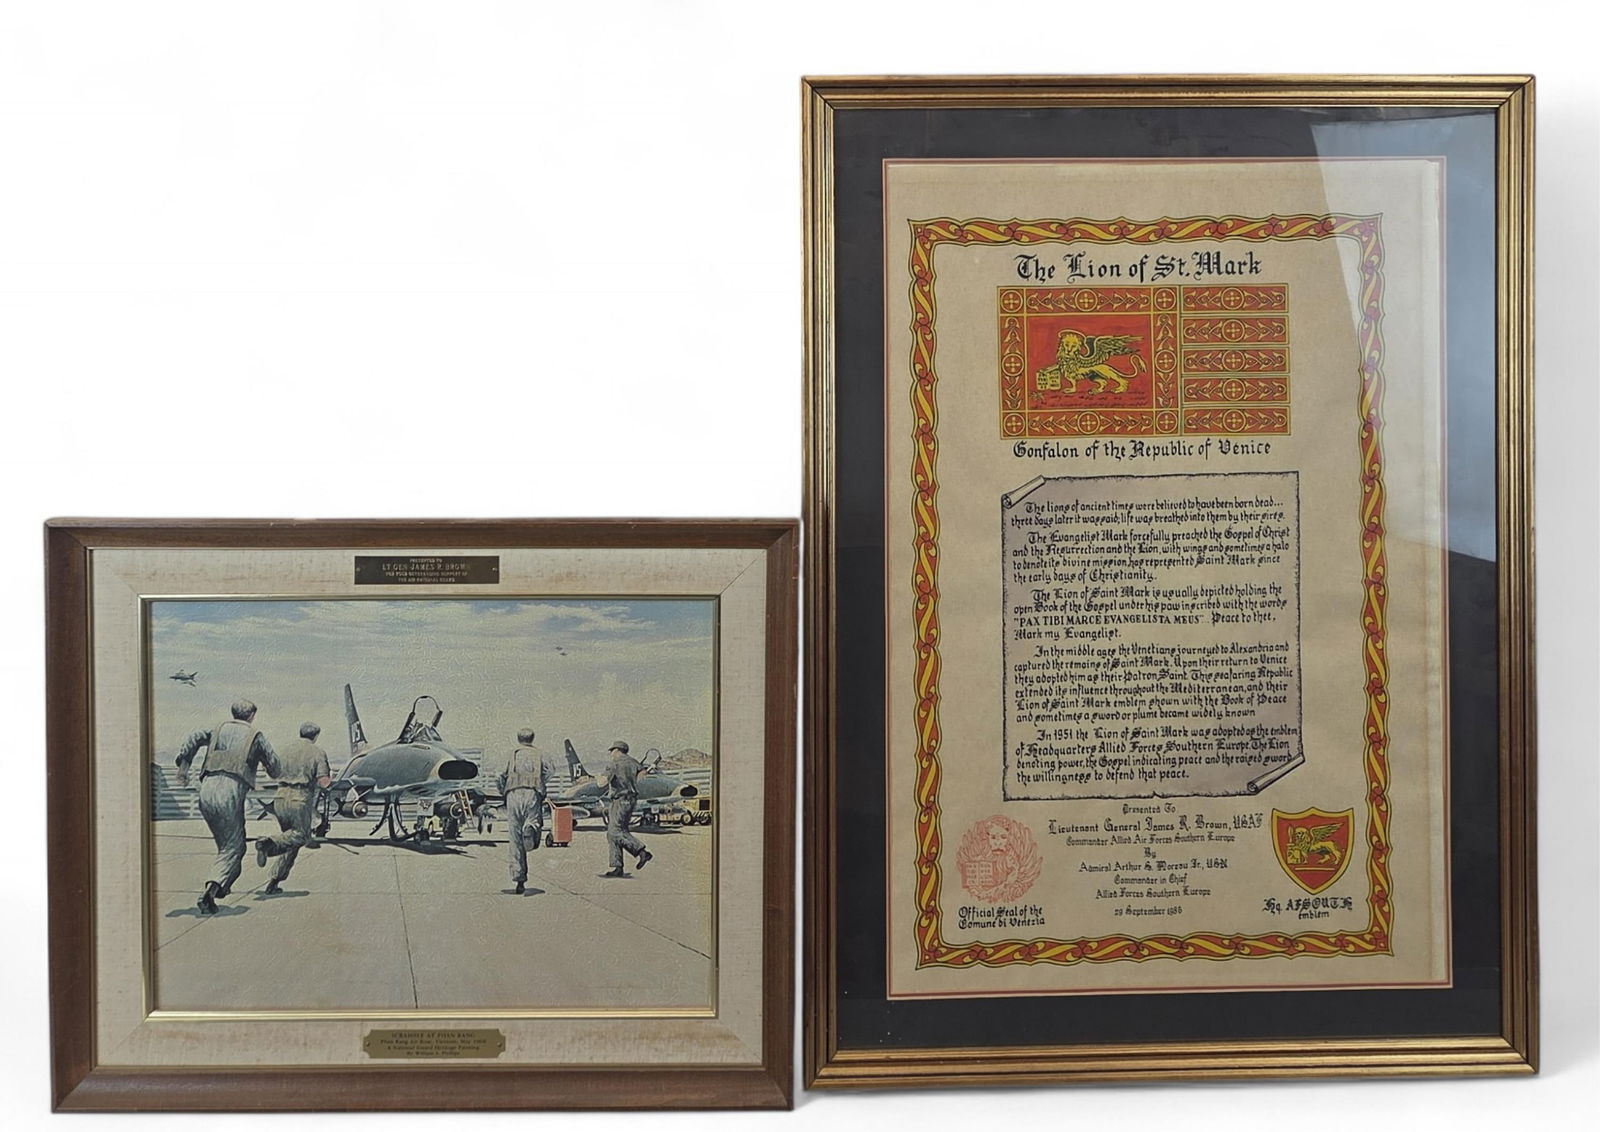 PRESENTED TO
LT GEN JAMES R. BROWN
FOR YOUR OUTSTANDING SUPPORT OF
THE AIR NATIONAL GUARD
SCRAMBLE AT PHAN RANG
Phan Rang Air Base, Vietnam, May 1968
A National Guard Heritage Painting
By William S. Phillips
The Lion of St. Mark
Gonfalon of the Republic of Venice
The lions of ancient times were believed to have been born dead...
three days later it was said, life was breathed into them by their sires.
The Evangelist Mark forcefully preached the Gospel of Christ
and the Resurrection and the Lion, with wings and sometimes a halo
to denote its divine mission, has represented Saint Mark since
the early days of Christianity.
The Lion of Saint Mark is usually depicted holding the
open Book of the Gospel under his paw inscribed with the words
"PAX TIBI MARCE EVANGELISTA MEUS"... Peace to thee,
Mark my Evangelist.
In the middle ages the Venetians journeyed to Alexandria and
captured the remains of Saint Mark. Upon their return to Venice
they adopted him as their Patron Saint. This seafaring Republic
extended its influence throughout the Mediterranean, and their
Lion of Saint Mark emblem shown with the Book of Peace
and sometimes a sword or plume became widely known
In 1951 the Lion of Saint Mark was adopted as the emblem
of Headquarters Allied Forces Southern Europe. The Lion
denoting power, the Gospel indicating peace and the raised sword
the willingness to defend that peace.
Presented To
Lieutenant General James R. Brown, USAF
Commander Allied Air Forces Southern Europe
By
Admiral Arthur S. Moreau Jr., USN
Commander in Chief
Allied Forces Southern Europe
29 September 1986
Official Seal of the
Comune di Venezia
Hq. AFSOUTH
emblem